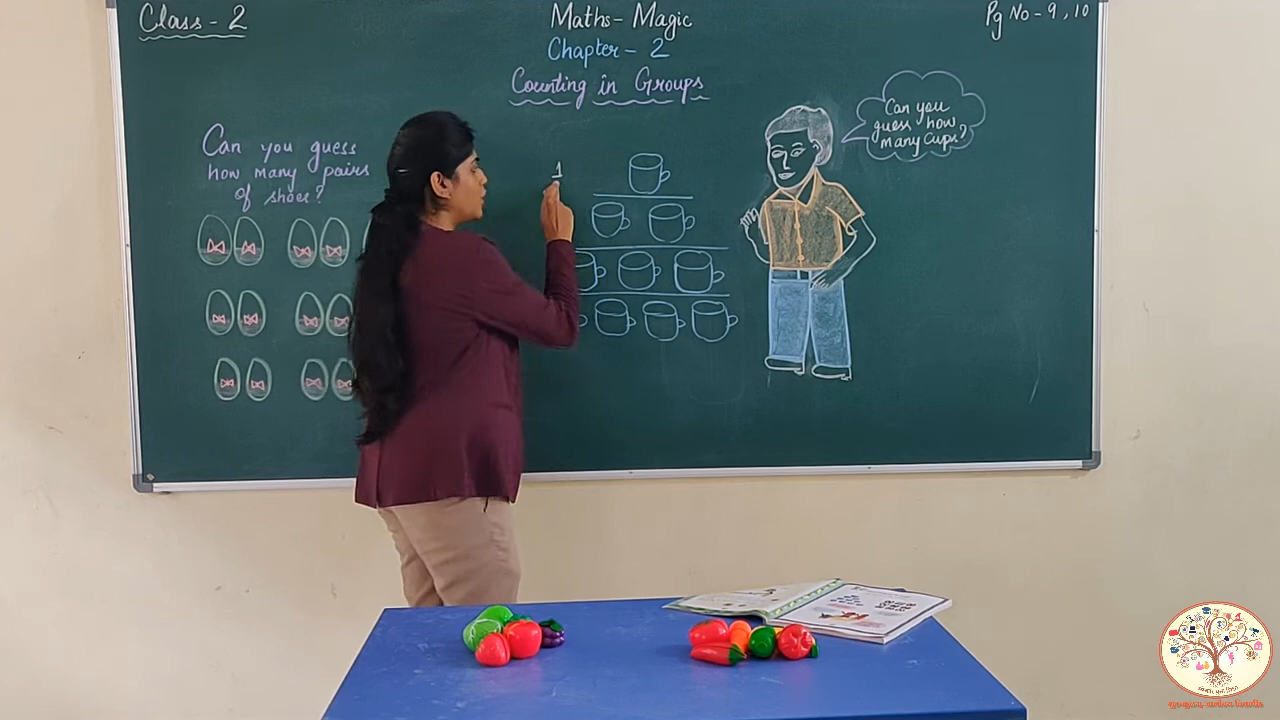 Class - 2
Maths - Magic
Pg No - 9, 10
Chapter - 2
Counting in Groups
Can you guess
how many pairs
of shoes?
1
Can you
guess how
many cups?